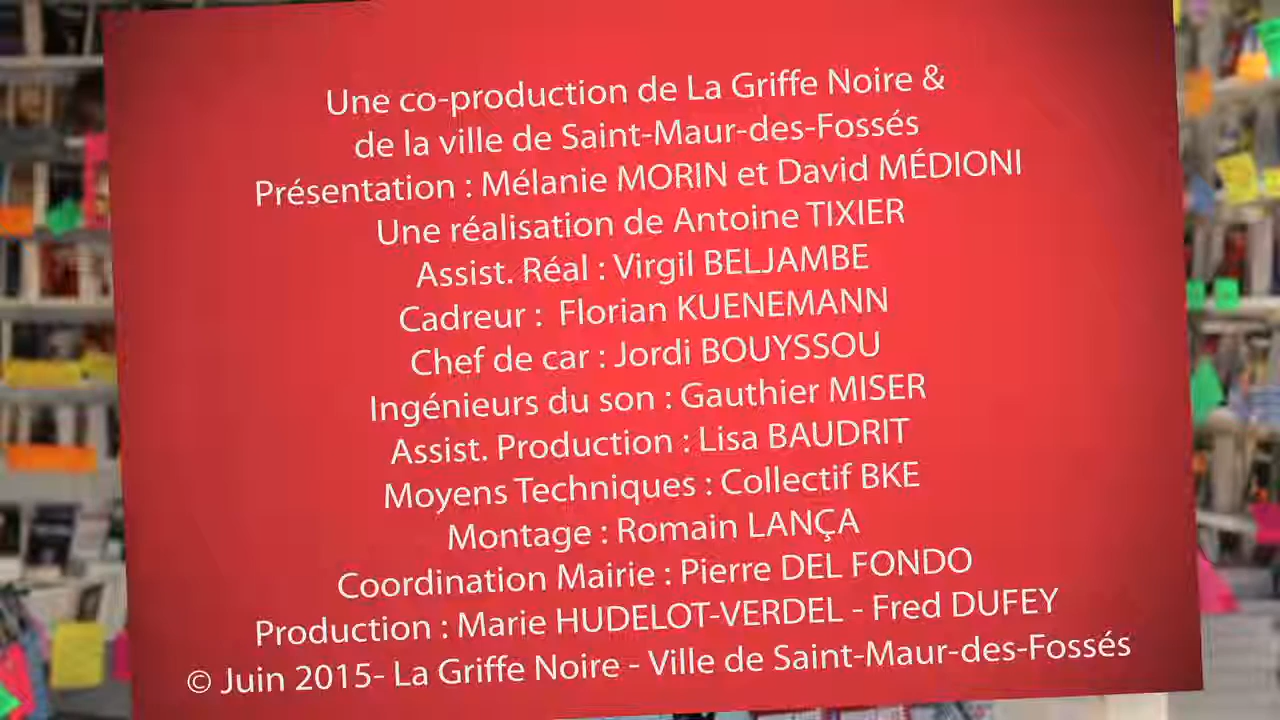 Une co-production de La Griffe Noire &
de la ville de Saint-Maur-des-Fossés
Présentation : Mélanie MORIN et David MÉDIONI
Une réalisation de Antoine TIXIER
Assist. Réal : Virgil BELJAMBE
Cadreur :  Florian KUENEMANN
Chef de car : Jordi BOUYSSOU
Ingénieurs du son : Gauthier MISER
Assist. Production : Lisa BAUDRIT
Moyens Techniques : Collectif BKE
Montage : Romain LANÇA
Coordination Mairie : Pierre DEL FONDO
Production : Marie HUDELOT-VERDEL - Fred DUFEY
© Juin 2015- La Griffe Noire - Ville de Saint-Maur-des-Fossés